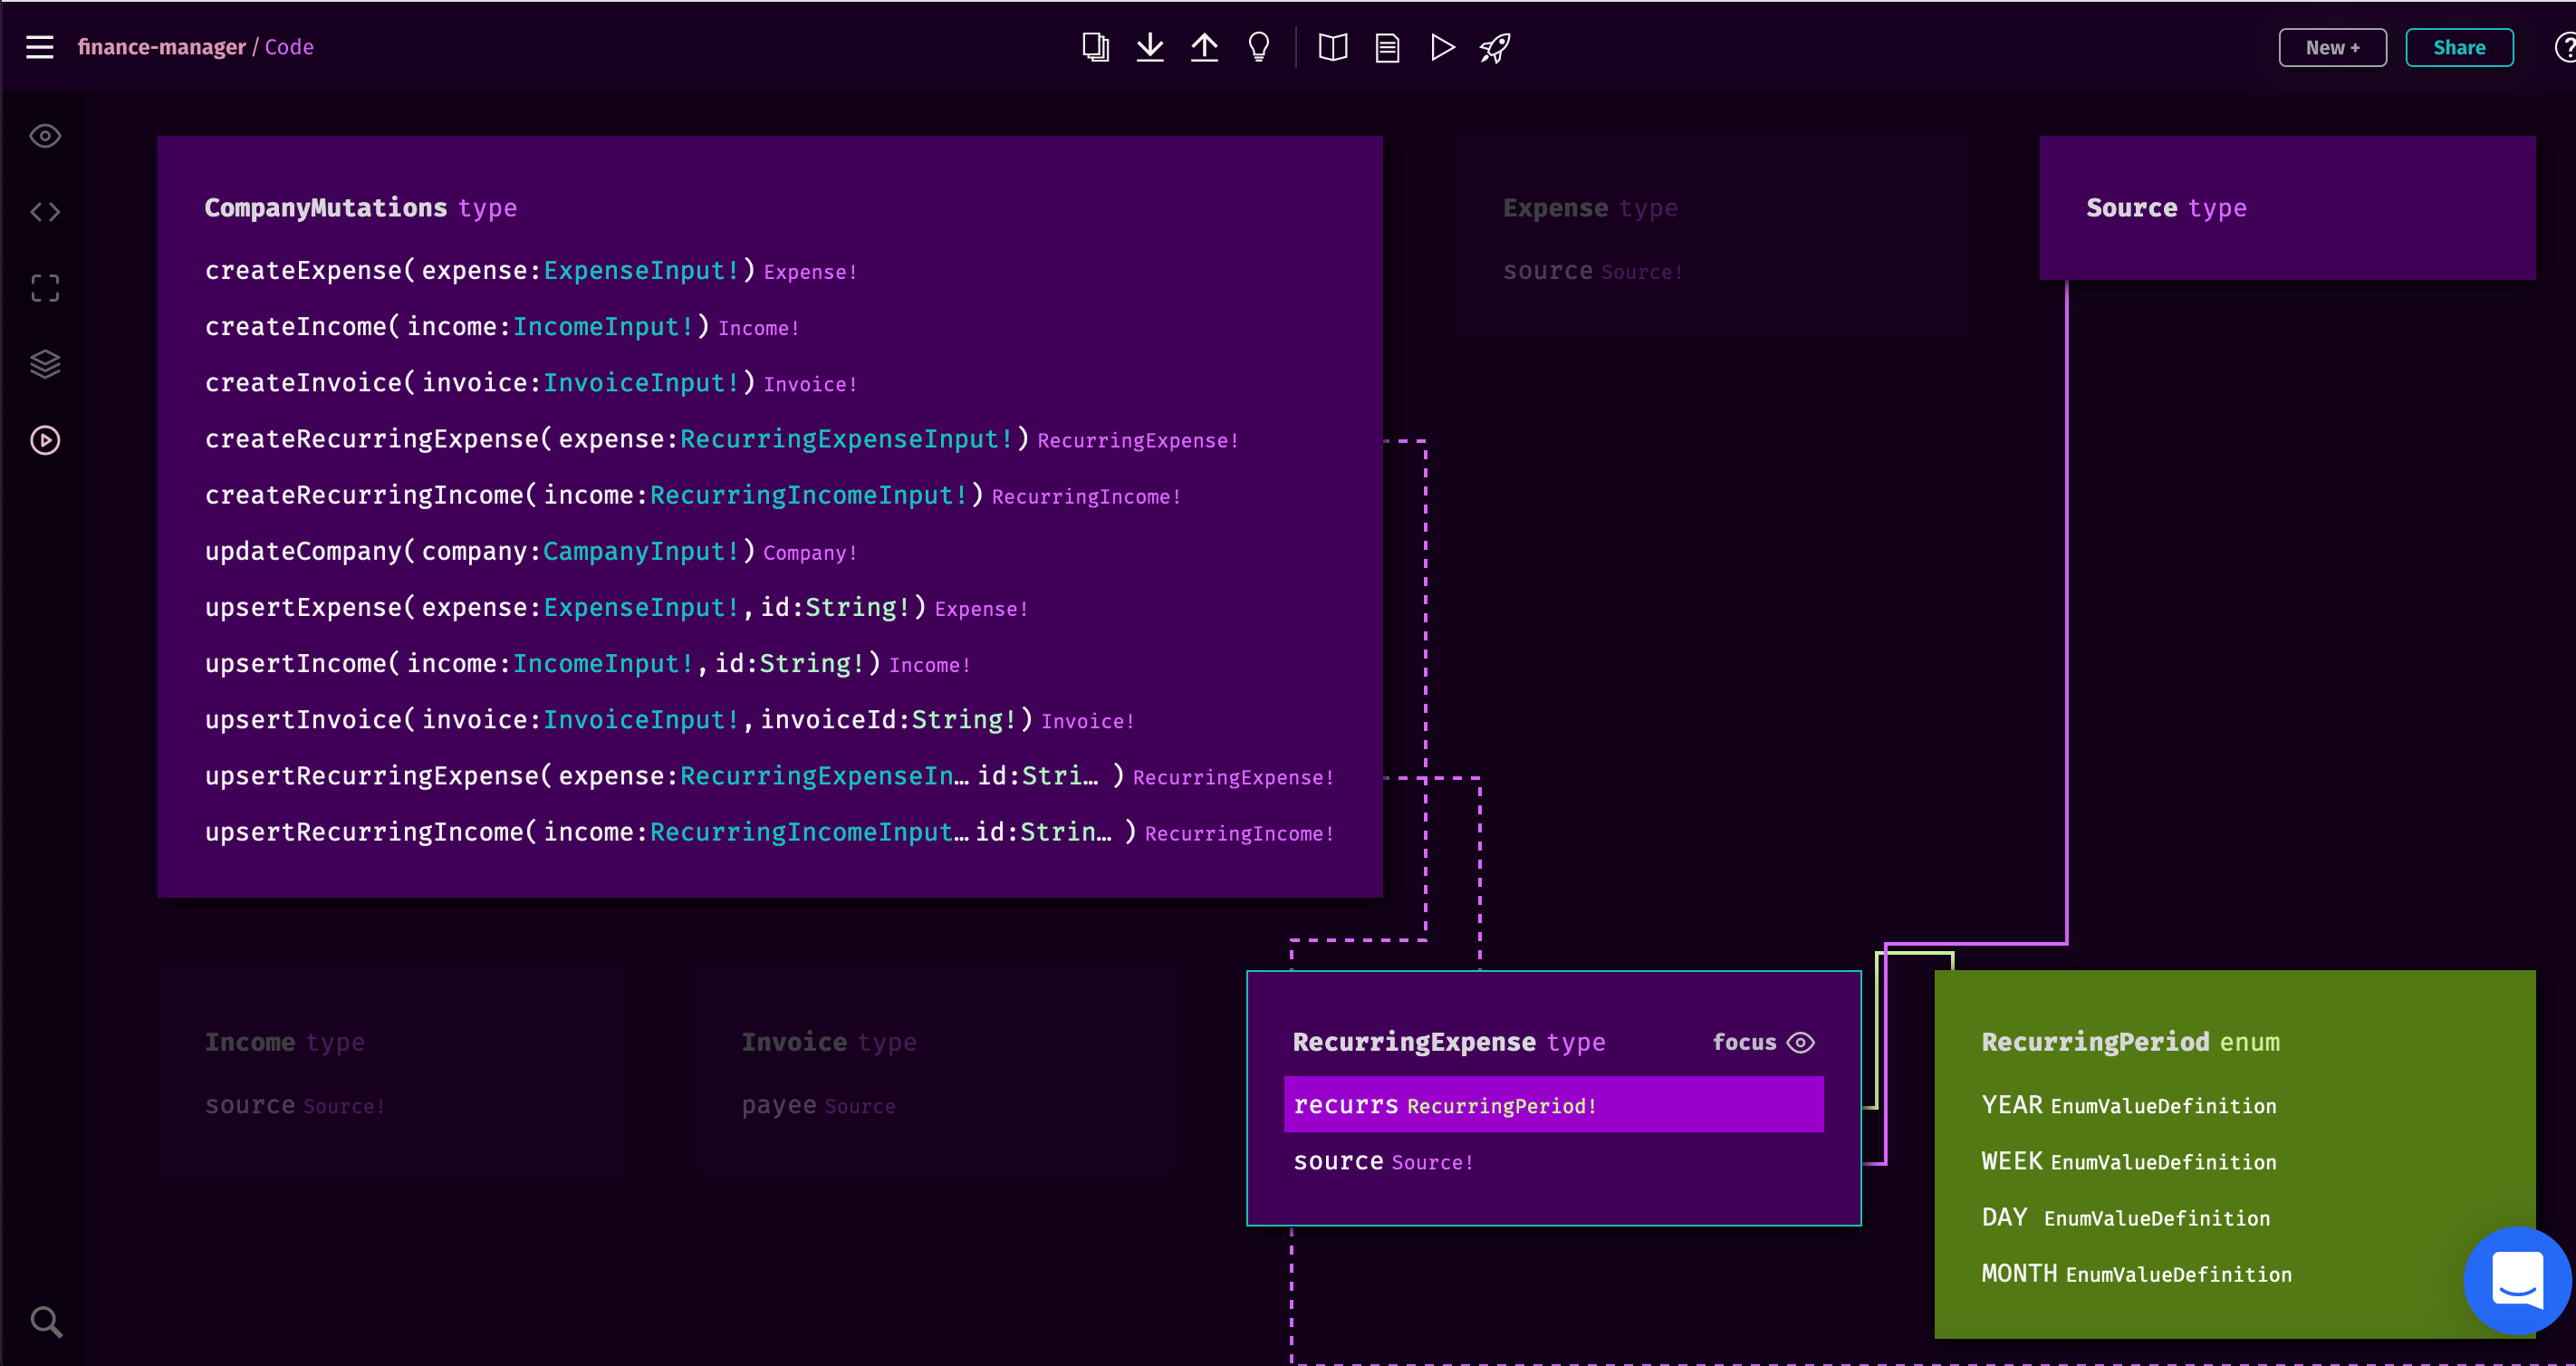 finance-manager / Code
New +
Share
CompanyMutations type
createExpense( expense:ExpenseInput! ) Expense!
createIncome( income:IncomeInput! ) Income!
createInvoice( invoice:InvoiceInput! ) Invoice!
createRecurringExpense( expense:RecurringExpenseInput! ) RecurringExpense!
createRecurringIncome( income:RecurringIncomeInput! ) RecurringIncome!
updateCompany( company:CampanyInput! ) Company!
upsertExpense( expense:ExpenseInput!, id:String! ) Expense!
upsertIncome( income:IncomeInput!, id:String! ) Income!
upsertInvoice( invoice:InvoiceInput!, invoiceId:String! ) Invoice!
upsertRecurringExpense( expense:RecurringExpenseIn… id:Stri… ) RecurringExpense!
upsertRecurringIncome( income:RecurringIncomeInput… id:Strin… ) RecurringIncome!
Expense type
source Source!
Source type
Income type
source Source!
Invoice type
payee Source
RecurringExpense type focus
recurrs RecurringPeriod!
source Source!
RecurringPeriod enum
YEAR EnumValueDefinition
WEEK EnumValueDefinition
DAY EnumValueDefinition
MONTH EnumValueDefinition